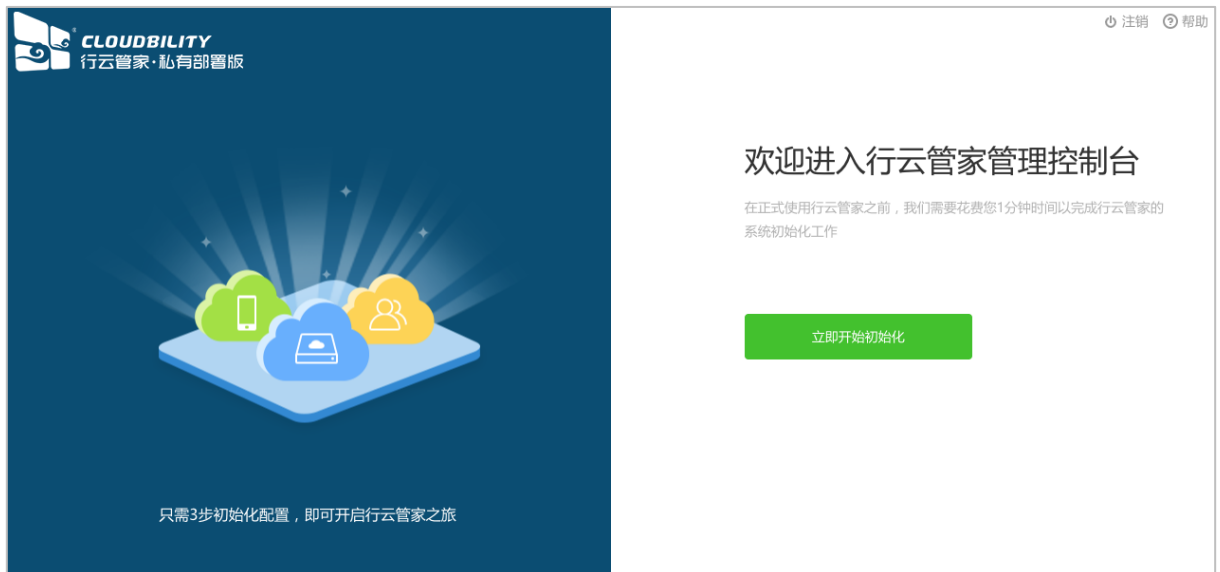 CLOUDBILITY
行云管家·私有部署版
注销 帮助
欢迎进入行云管家管理控制台
在正式使用行云管家之前，我们需要花费您1分钟时间以完成行云管家的
系统初始化工作
立即开始初始化
只需3步初始化配置，即可开启行云管家之旅